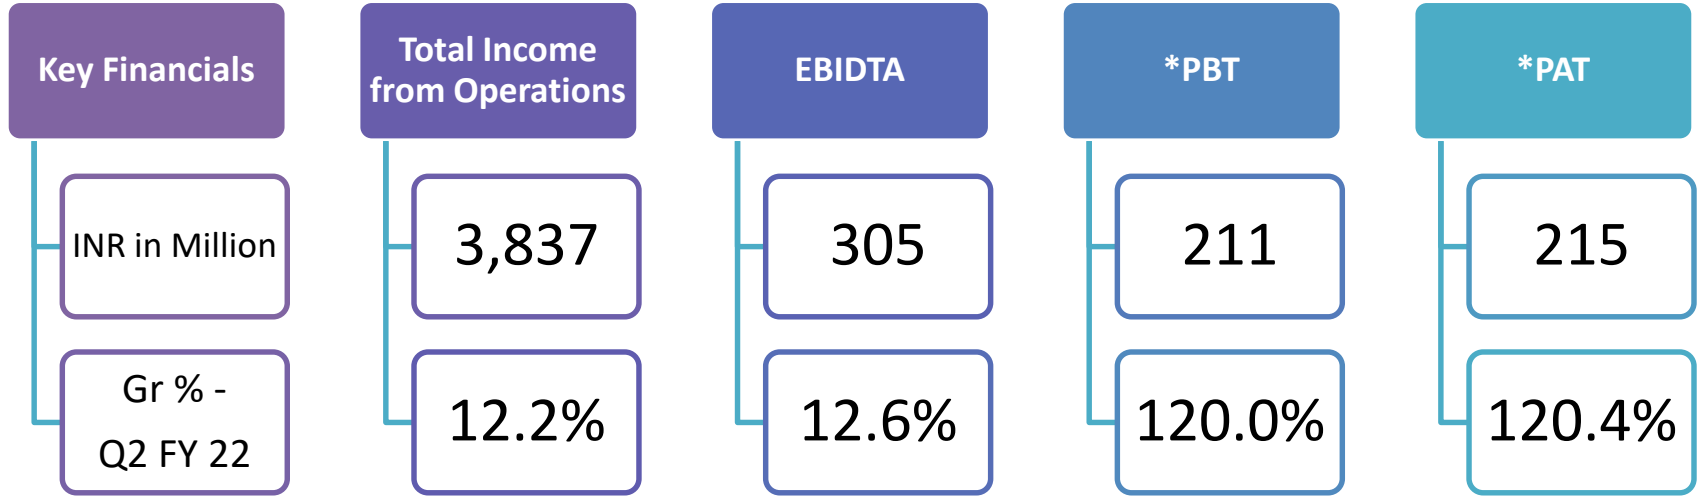 Key Financials
Total Income
from Operations
EBIDTA
*PBT
*PAT
INR in Million
3,837
305
211
215
Gr % -
Q2 FY 22
12.2%
12.6%
120.0%
120.4%